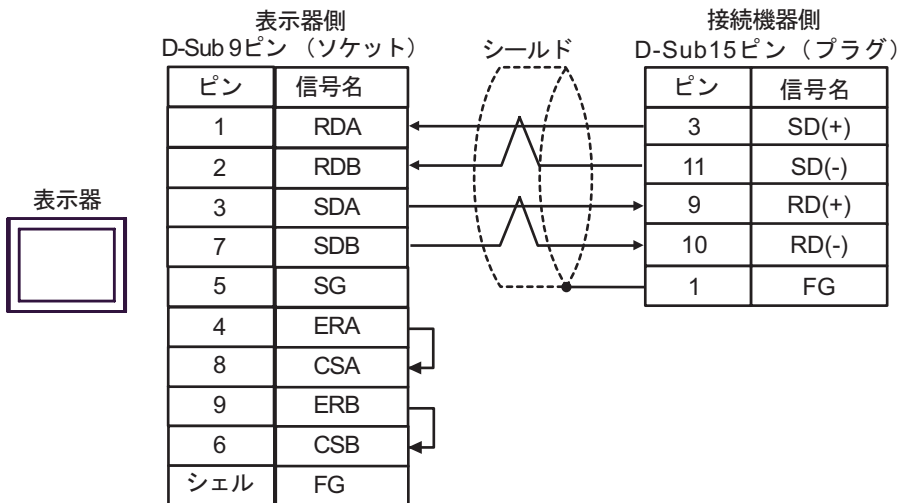 表示器側
D-Sub 9ピン （ソケット）
シールド
接続機器側
D-Sub15ピン（プラグ）
ピン 信号名
ピン 信号名
1 RDA
3 SD(+)
2 RDB
11 SD(-)
表示器
3 SDA
9 RD(+)
7 SDB
10 RD(-)
5 SG
1 FG
4 ERA
8 CSA
9 ERB
6 CSB
シェル FG